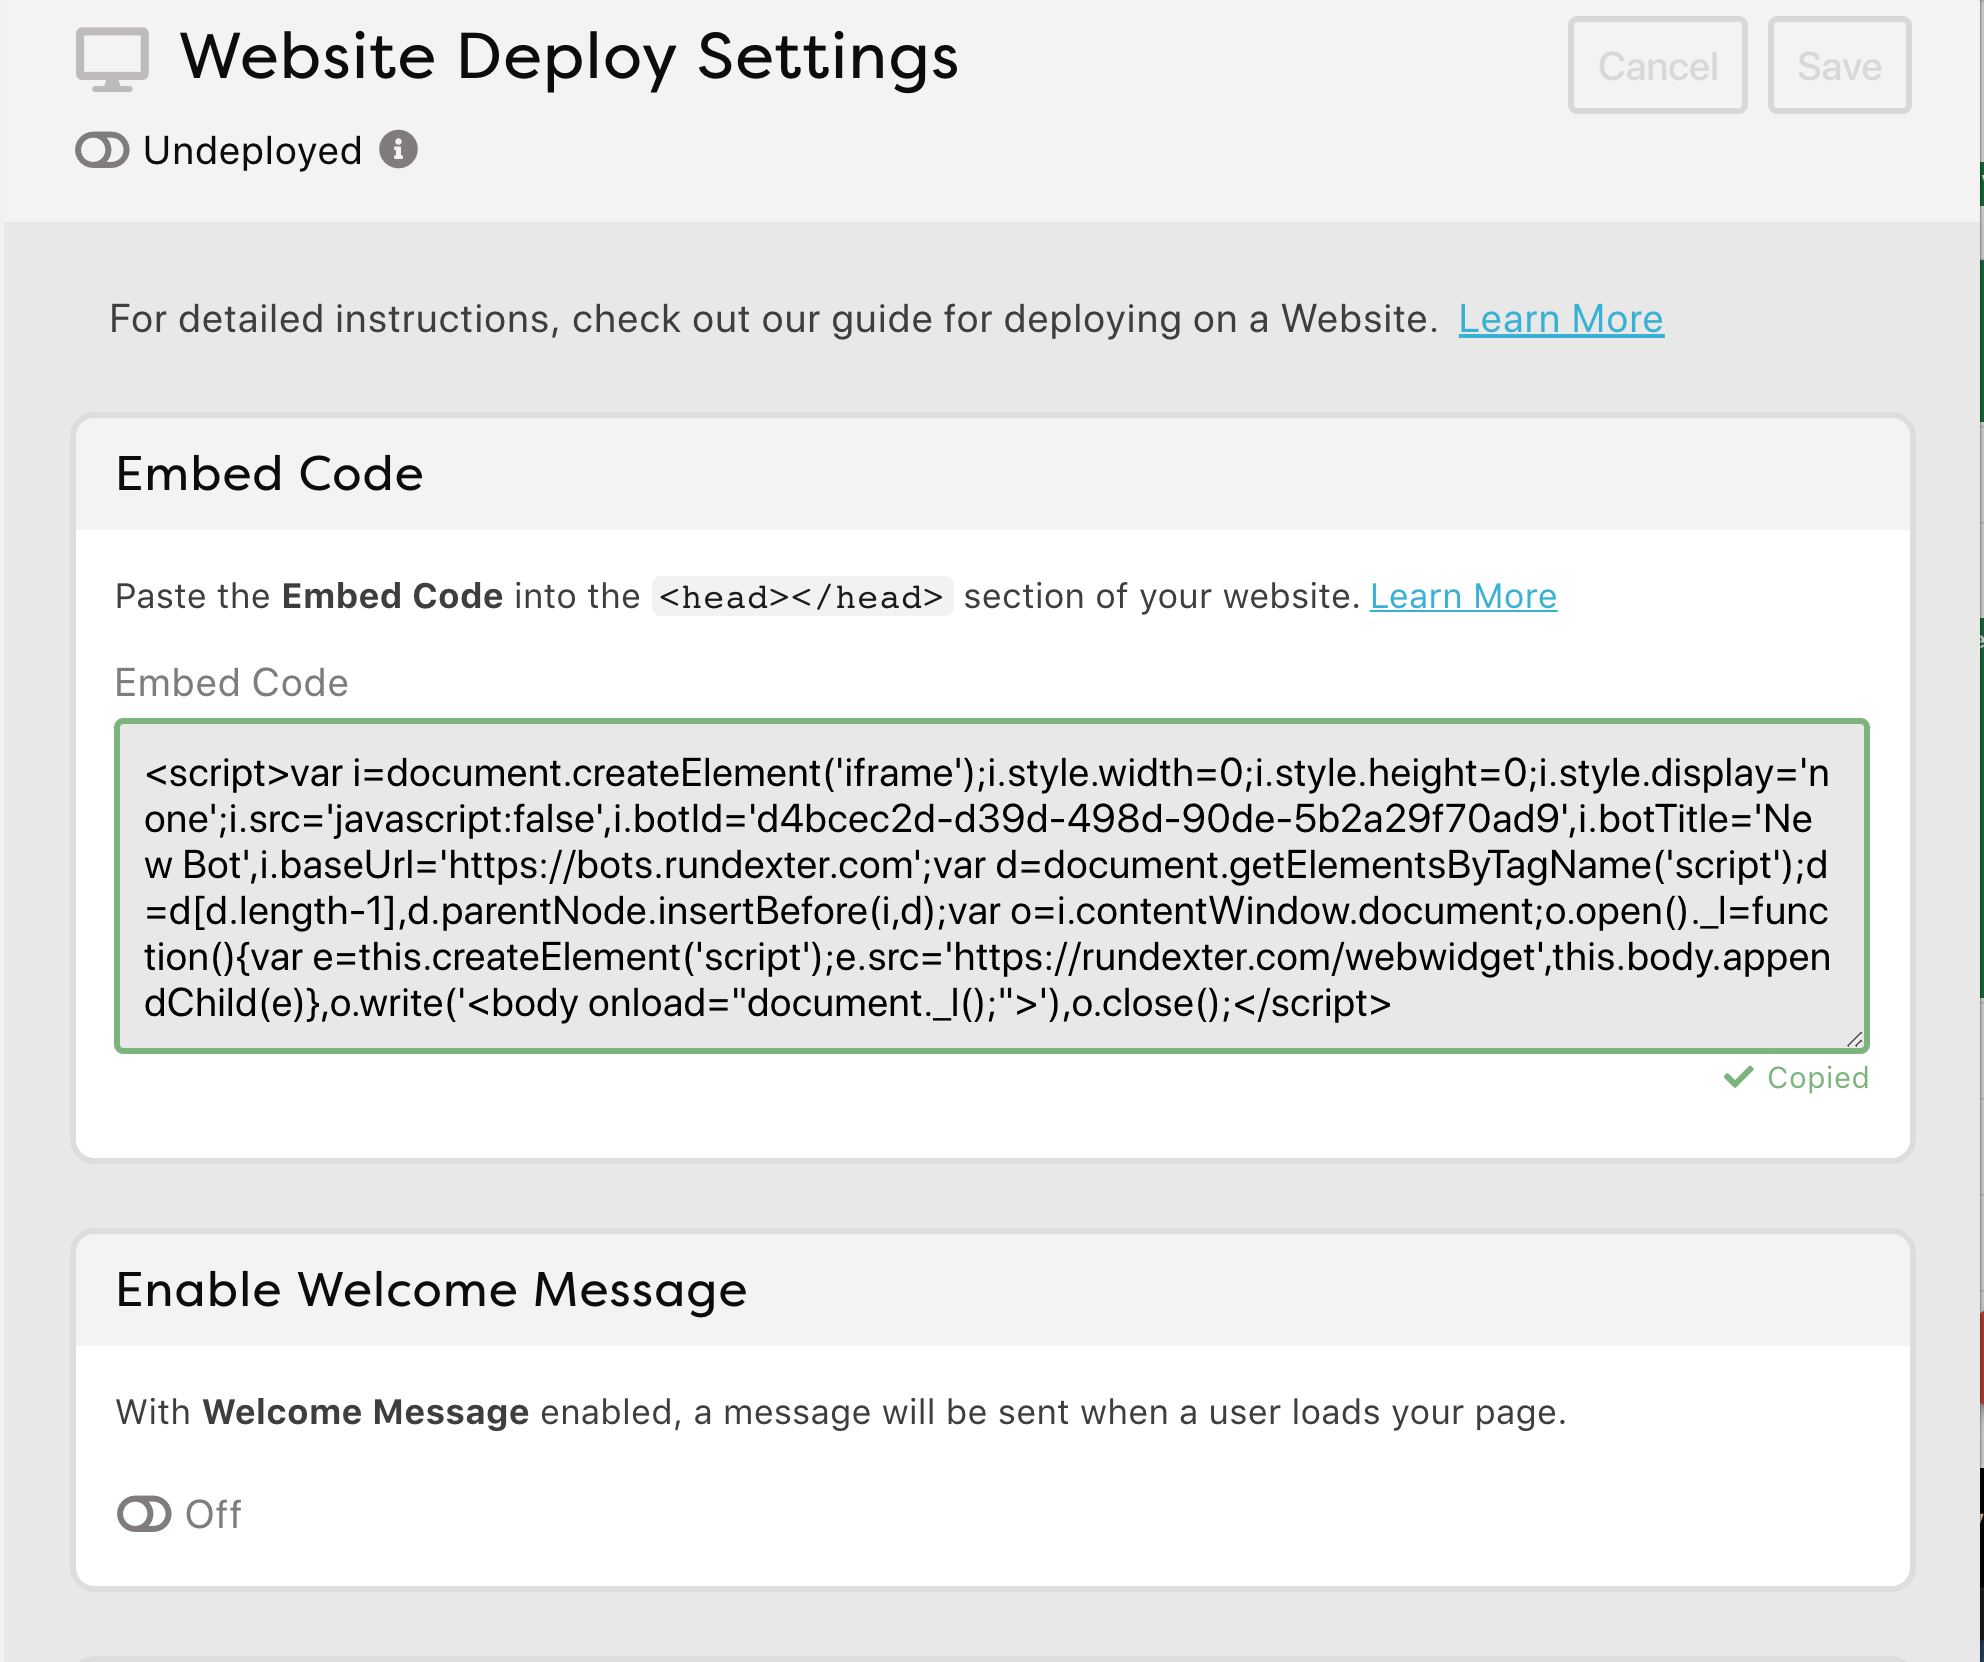 Website Deploy Settings
Cancel
Save
Undeployed
For detailed instructions, check out our guide for deploying on a Website. Learn More
Embed Code
Paste the Embed Code into the <head></head> section of your website. Learn More
Embed Code
<script>var i=document.createElement('iframe');i.style.width=0;i.style.height=0;i.style.display='n
one';i.src='javascript:false',i.botId='d4bcec2d-d39d-498d-90de-5b2a29f70ad9',i.botTitle='Ne
w Bot',i.baseUrl='https://bots.rundexter.com';var d=document.getElementsByTagName('script');d
=d[d.length-1],d.parentNode.insertBefore(i,d);var o=i.contentWindow.document;o.open()._l=func
tion(){var e=this.createElement('script');e.src='https://rundexter.com/webwidget',this.body.appen
dChild(e)},o.write('<body onload="document._l();">'),o.close();</script>
Copied
Enable Welcome Message
With Welcome Message enabled, a message will be sent when a user loads your page.
Off